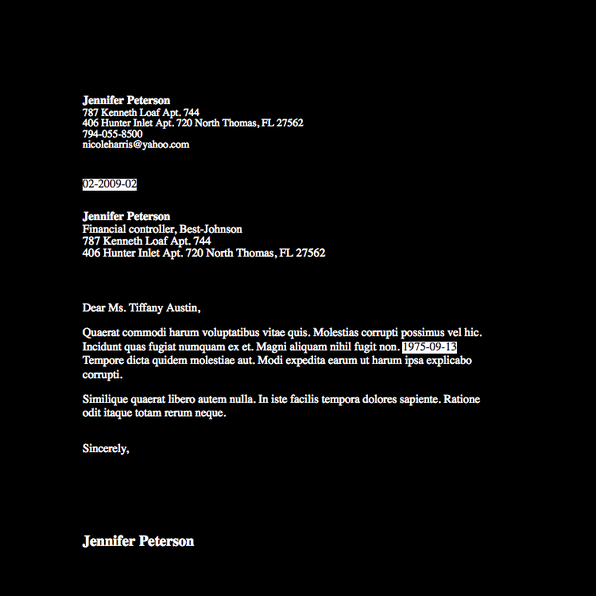 Jennifer Peterson
787 Kenneth Loaf Apt. 744
406 Hunter Inlet Apt. 720 North Thomas, FL 27562
794-055-8500
nicoleharris@yahoo.com
02-2009-02
Jennifer Peterson
Financial controller, Best-Johnson
787 Kenneth Loaf Apt. 744
406 Hunter Inlet Apt. 720 North Thomas, FL 27562
Dear Ms. Tiffany Austin,
Quaerat commodi harum voluptatibus vitae quis. Molestias corrupti possimus vel hic.
Incidunt quas fugiat numquam ex et. Magni aliquam nihil fugit non. 1975-09-13
Tempore dicta quidem molestiae aut. Modi expedita earum ut harum ipsa explicabo
corrupti.
Similique quaerat libero autem nulla. In iste facilis tempora dolores sapiente. Ratione
odit itaque totam rerum neque.
Sincerely,
Jennifer Peterson